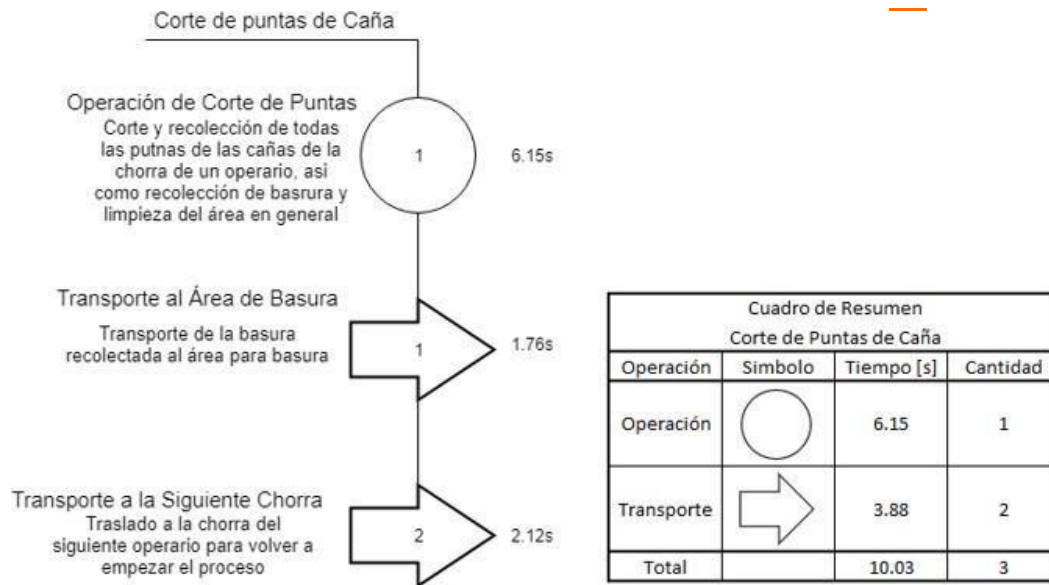 Corte de puntas de Caña
Operación de Corte de Puntas
Corte y recolección de todas
las putnas de las cañas de la
chorra de un operario, asi
como recolección de basrura y
limpieza del área en general
1
6.15s
Transporte al Área de Basura
Transporte de la basura
recolectada al área para basura
1
1.76s
Transporte a la Siguiente Chorra
Traslado a la chorra del
siguiente operario para volver a
empezar el proceso
2
2.12s
Cuadro de Resumen
Corte de Puntas de Caña
Operación Simbolo Tiempo [s] Cantidad
Operación 6.15 1
Transporte 3.88 2
Total 10.03 3